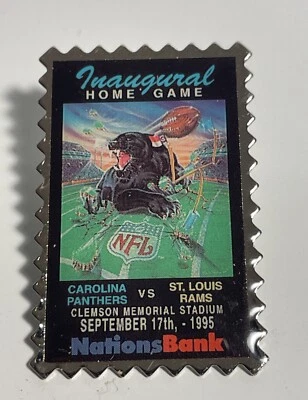 Inaugural
HOME GAME
NFL
CAROLINA PANTHERS VS ST. LOUIS RAMS
CLEMSON MEMORIAL STADIUM
SEPTEMBER 17th, - 1995
NationsBank